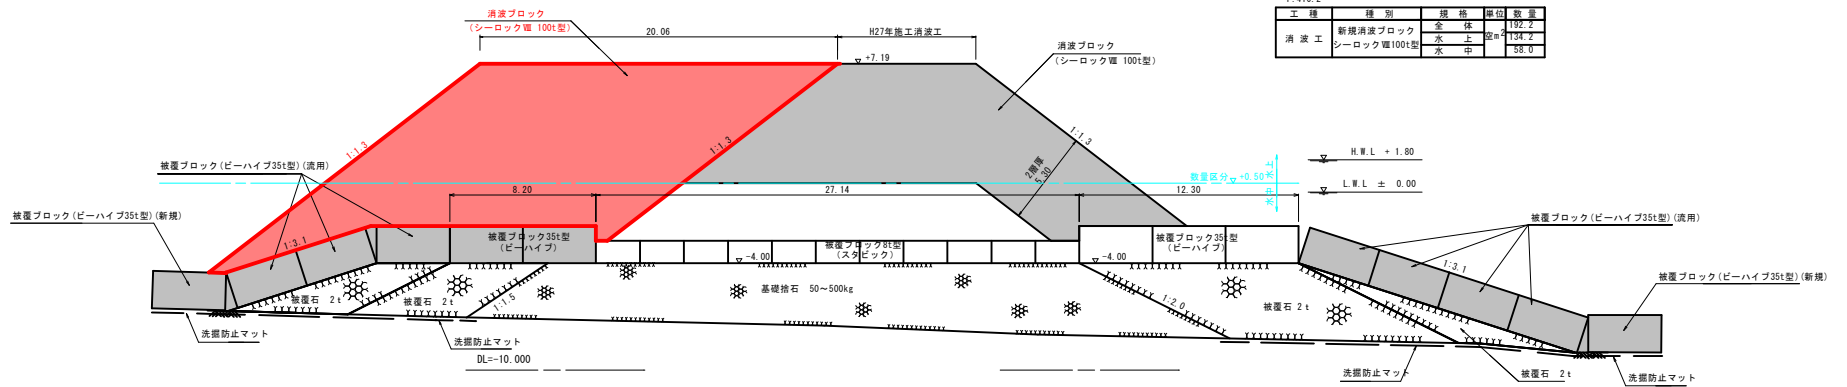 消波ブロック
(シーロックⅧ 100t型)
20.06
H27年施工消波工
+7.19
消波ブロック
(シーロックⅧ 100t型)
工 種 種 別 規 格 単位 数 量
消 波 工 新規消波ブロック シーロックⅧ100t型 全 体 空m2 192.2
水 上 134.2
水 中 58.0
1:1.3
1:1.3
1:1.3
2層厚
5.30
被覆ブロック(ビーハイブ35t型)(流用)
数量区分 +0.50
水上
水中
H.W.L + 1.80
L.W.L ± 0.00
8.20
27.14
12.30
被覆ブロック(ビーハイブ35t型)(新規)
1:3.1
被覆ブロック35t型
(ビーハイブ)
被覆ブロック8t型
(スタビック)
被覆ブロック35t型
(ビーハイブ)
被覆ブロック(ビーハイブ35t型)(流用)
-4.00
-4.00
1:3.1
被覆ブロック(ビーハイブ35t型)(新規)
被覆石 2t
被覆石 2t
1:1.5
基礎捨石 50～500kg
1:2.0
被覆石 2t
洗掘防止マット
洗掘防止マット
DL=-10.000
洗掘防止マット
被覆石 2t
洗掘防止マット